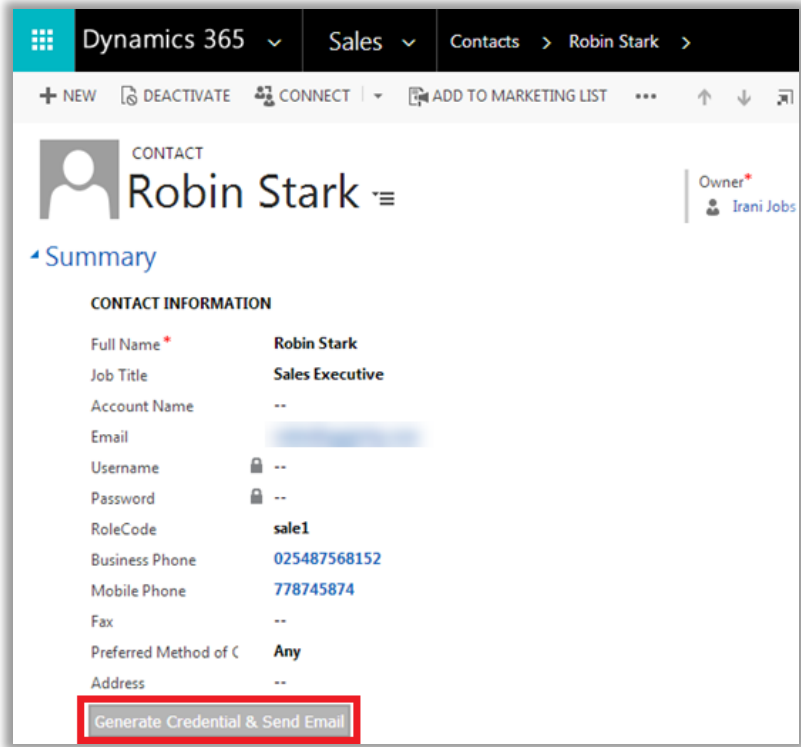 Dynamics 365 Sales Contacts > Robin Stark >
NEW DEACTIVATE CONNECT ADD TO MARKETING LIST ...
CONTACT
Robin Stark
Owner*
Irani Jobs
Summary
CONTACT INFORMATION
Full Name* Robin Stark
Job Title Sales Executive
Account Name --
Email
Username --
Password --
RoleCode sale1
Business Phone 025487568152
Mobile Phone 778745874
Fax --
Preferred Method of C Any
Address --
Generate Credential & Send Email